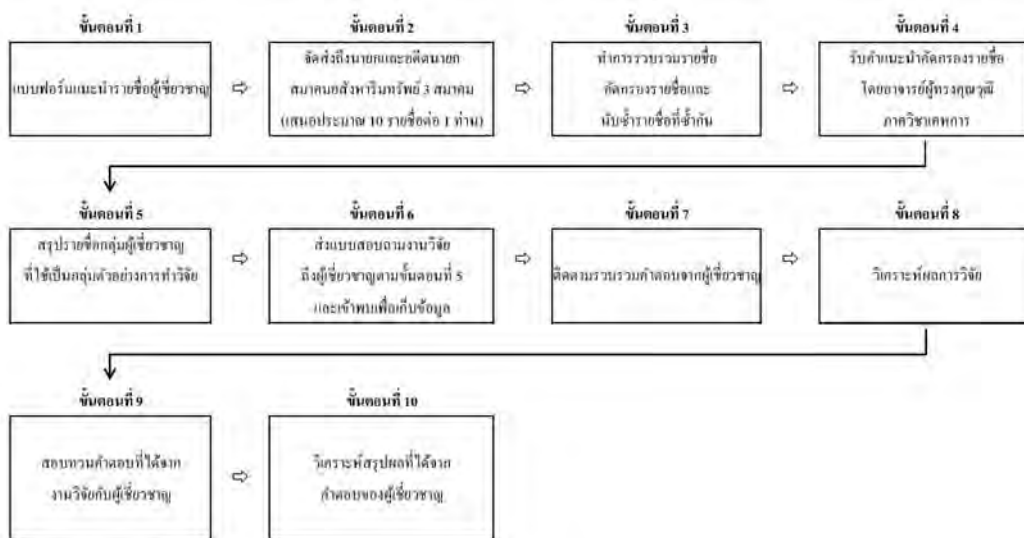 ขั้นตอนที่ 1
แบบฟอร์มแนะนำรายชื่อผู้เชี่ยวชาญ
ขั้นตอนที่ 2
จัดส่งถึงนายกและอดีตนายก
สมาคมอสังหาริมทรัพย์ 3 สมาคม
(เสนอประมาณ 10 รายชื่อต่อ 1 ท่าน)
ขั้นตอนที่ 3
ทำการรวบรวมรายชื่อ
คัดกรองรายชื่อและ
นับซ้ำรายชื่อที่ซ้ำกัน
ขั้นตอนที่ 4
รับคำแนะนำคัดกรองรายชื่อ
โดยอาจารย์ผู้ทรงคุณวุฒิ
ภาควิชาเคหการ
ขั้นตอนที่ 5
สรุปรายชื่อกลุ่มผู้เชี่ยวชาญ
ที่ใช้เป็นกลุ่มตัวอย่างการทำวิจัย
ขั้นตอนที่ 6
ส่งแบบสอบถามงานวิจัย
ถึงผู้เชี่ยวชาญตามขั้นตอนที่ 5
และเข้าพบเพื่อเก็บข้อมูล
ขั้นตอนที่ 7
ติดตามรวบรวมคำตอบจากผู้เชี่ยวชาญ
ขั้นตอนที่ 8
วิเคราะห์ผลการวิจัย
ขั้นตอนที่ 9
สอบทวนคำตอบที่ได้จาก
งานวิจัยกับผู้เชี่ยวชาญ
ขั้นตอนที่ 10
วิเคราะห์สรุปผลที่ได้จาก
คำตอบของผู้เชี่ยวชาญ